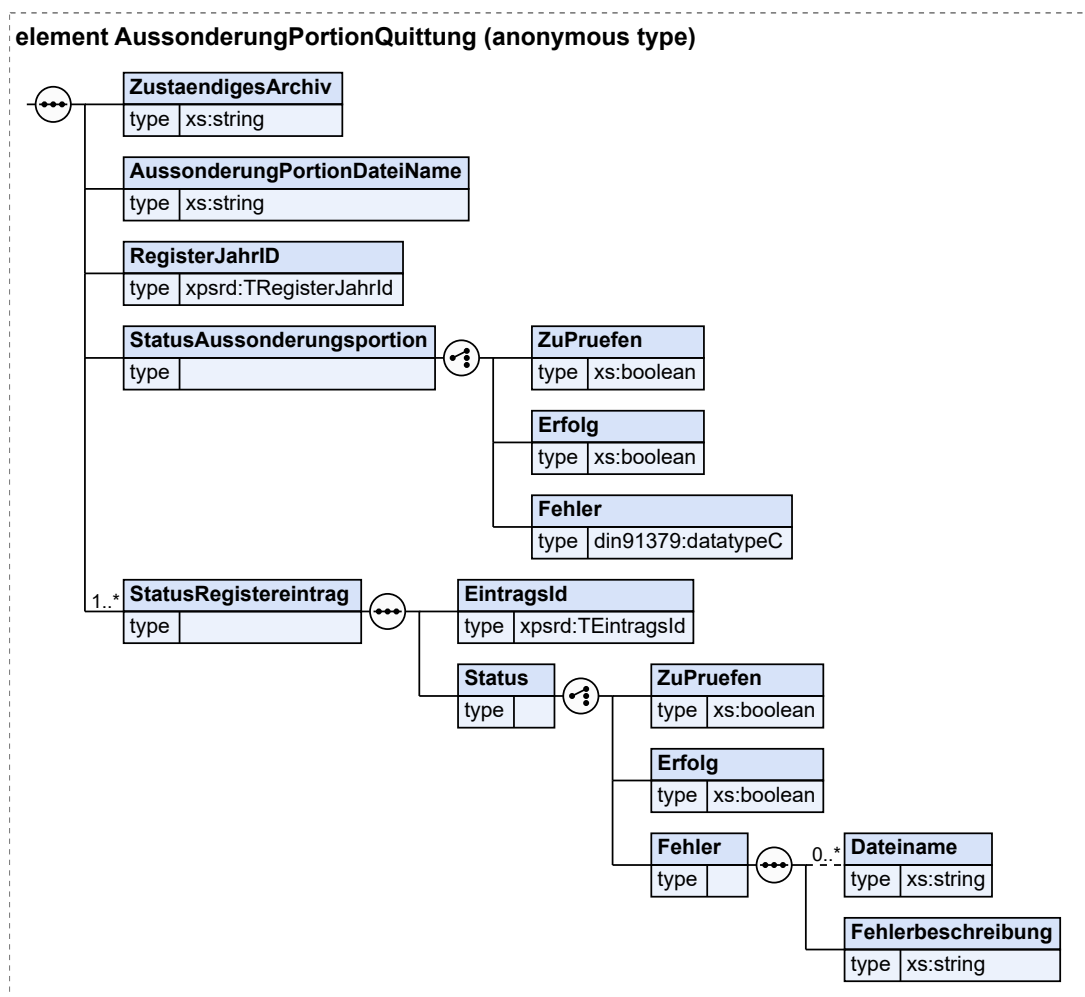 element AussonderungPortionQuittung (anonymous type)
ZustaendigesArchiv
type xs:string
AussonderungPortionDateiName
type xs:string
RegisterJahrID
type xpsrd:TRegisterJahrId
StatusAussonderungsportion
type
ZuPruefen
type xs:boolean
Erfolg
type xs:boolean
Fehler
type din91379:datatypeC
1..* StatusRegistereintrag
type
EintragsId
type xpsrd:TEintragsId
Status
type
ZuPruefen
type xs:boolean
Erfolg
type xs:boolean
Fehler
type
0..* Dateiname
type xs:string
Fehlerbeschreibung
type xs:string